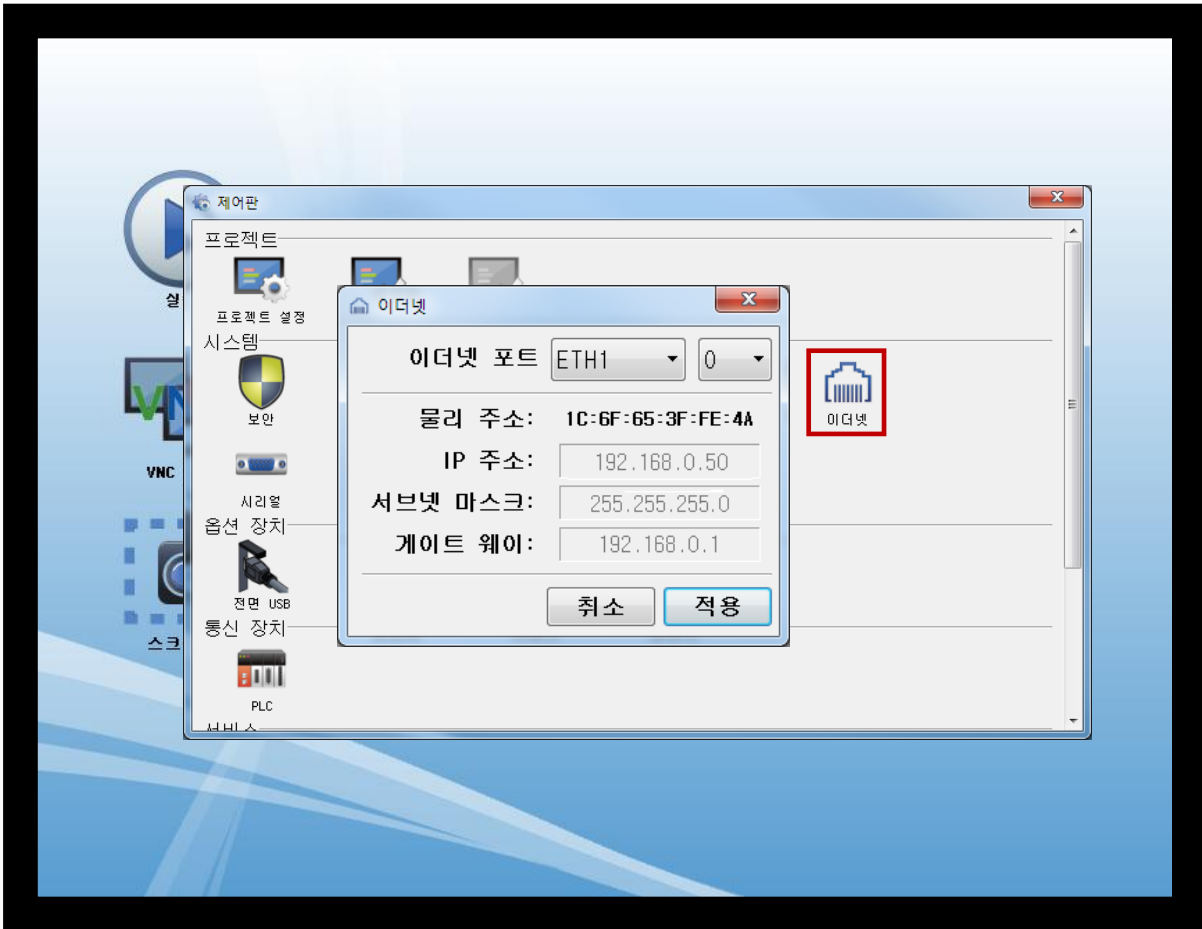 제어판
프로젝트
프로젝트 설정
시스템
보안
시리얼
옵션 장치
전면 USB
통신 장치
PLC
이더넷
이더넷
이더넷 포트 ETH1 0
물리 주소: 1C:6F:65:3F:FE:4A
IP 주소: 192.168.0.50
서브넷 마스크: 255.255.255.0
게이트 웨이: 192.168.0.1
취소 적용
VNC